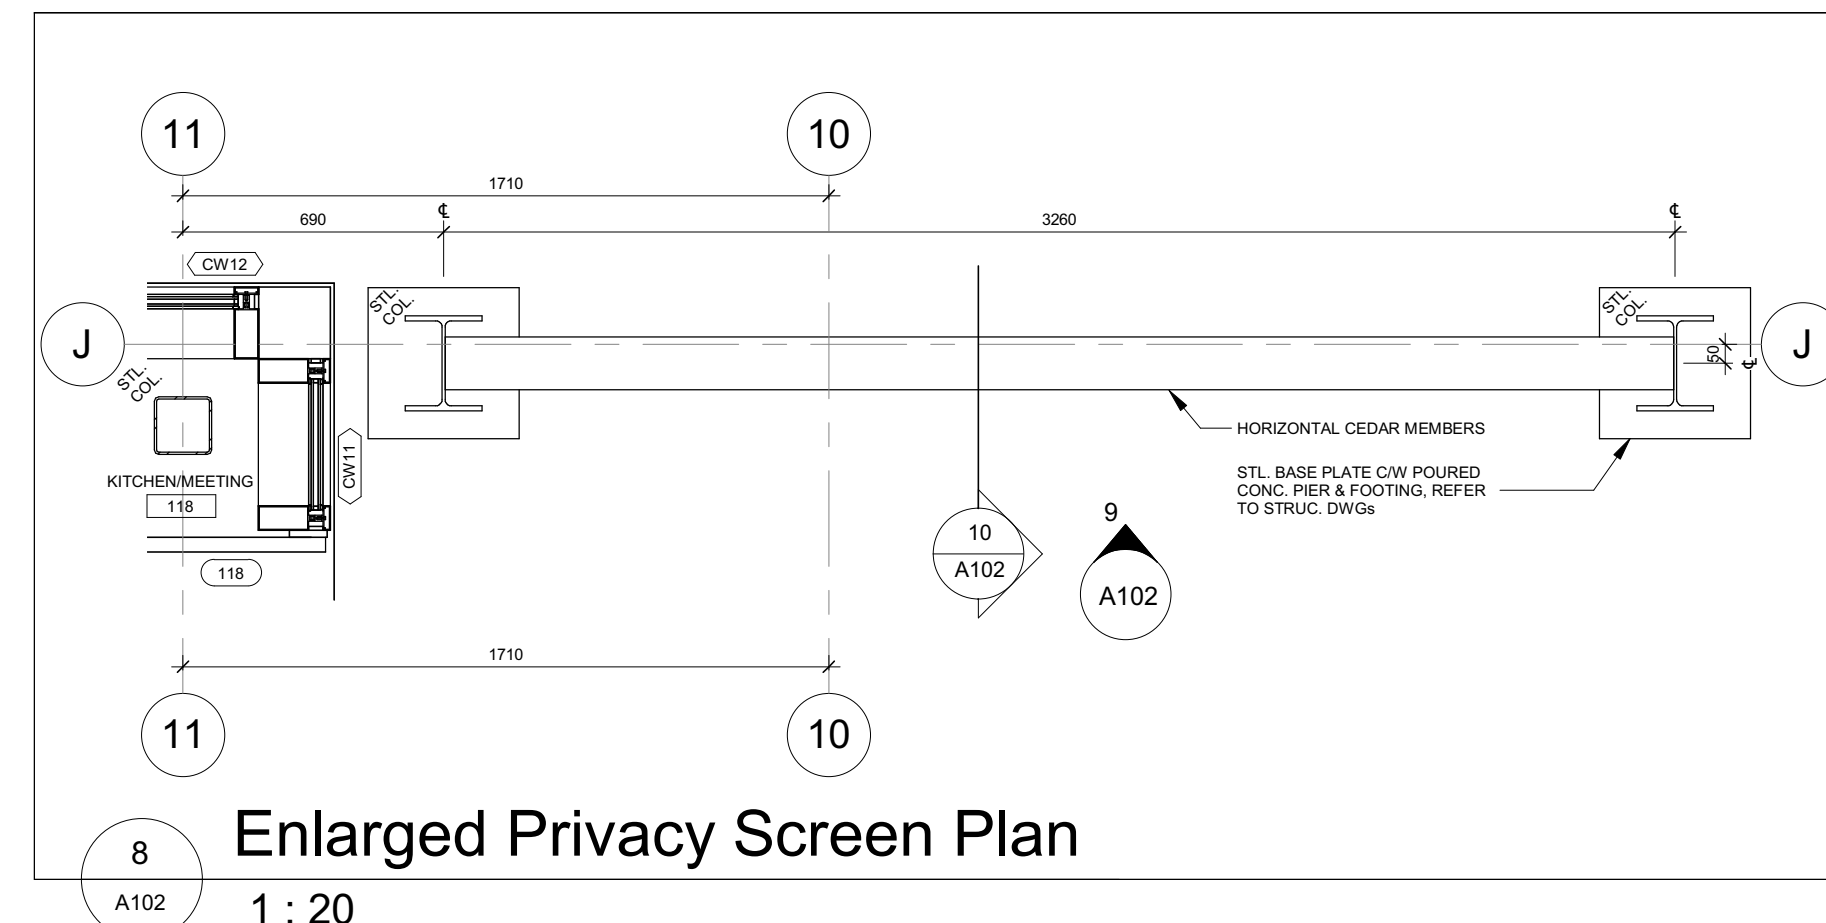 11
10
1710
℄
℄
690
3260
CW12
STL.
COL.
STL.
COL.
J
J
50
℄
STL.
COL.
HORIZONTAL CEDAR MEMBERS
CW11
KITCHEN/MEETING
118
STL. BASE PLATE C/W POURED
CONC. PIER & FOOTING, REFER
TO STRUC. DWGs
9
10
A102
118
A102
1710
11
10
Enlarged Privacy Screen Plan
8
A102
1 : 20